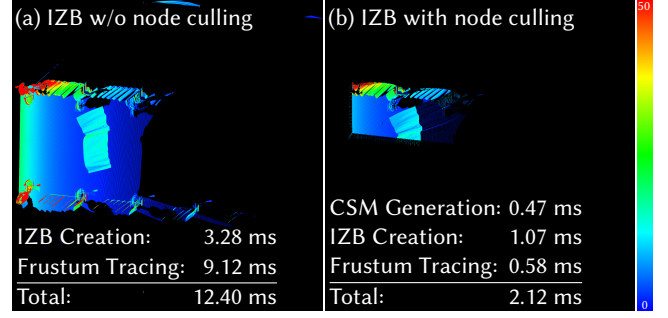 (a) IZB w/o node culling
IZB Creation: 3.28 ms
Frustum Tracing: 9.12 ms
Total: 12.40 ms
(b) IZB with node culling
CSM Generation: 0.47 ms
IZB Creation: 1.07 ms
Frustum Tracing: 0.58 ms
Total: 2.12 ms
50
0